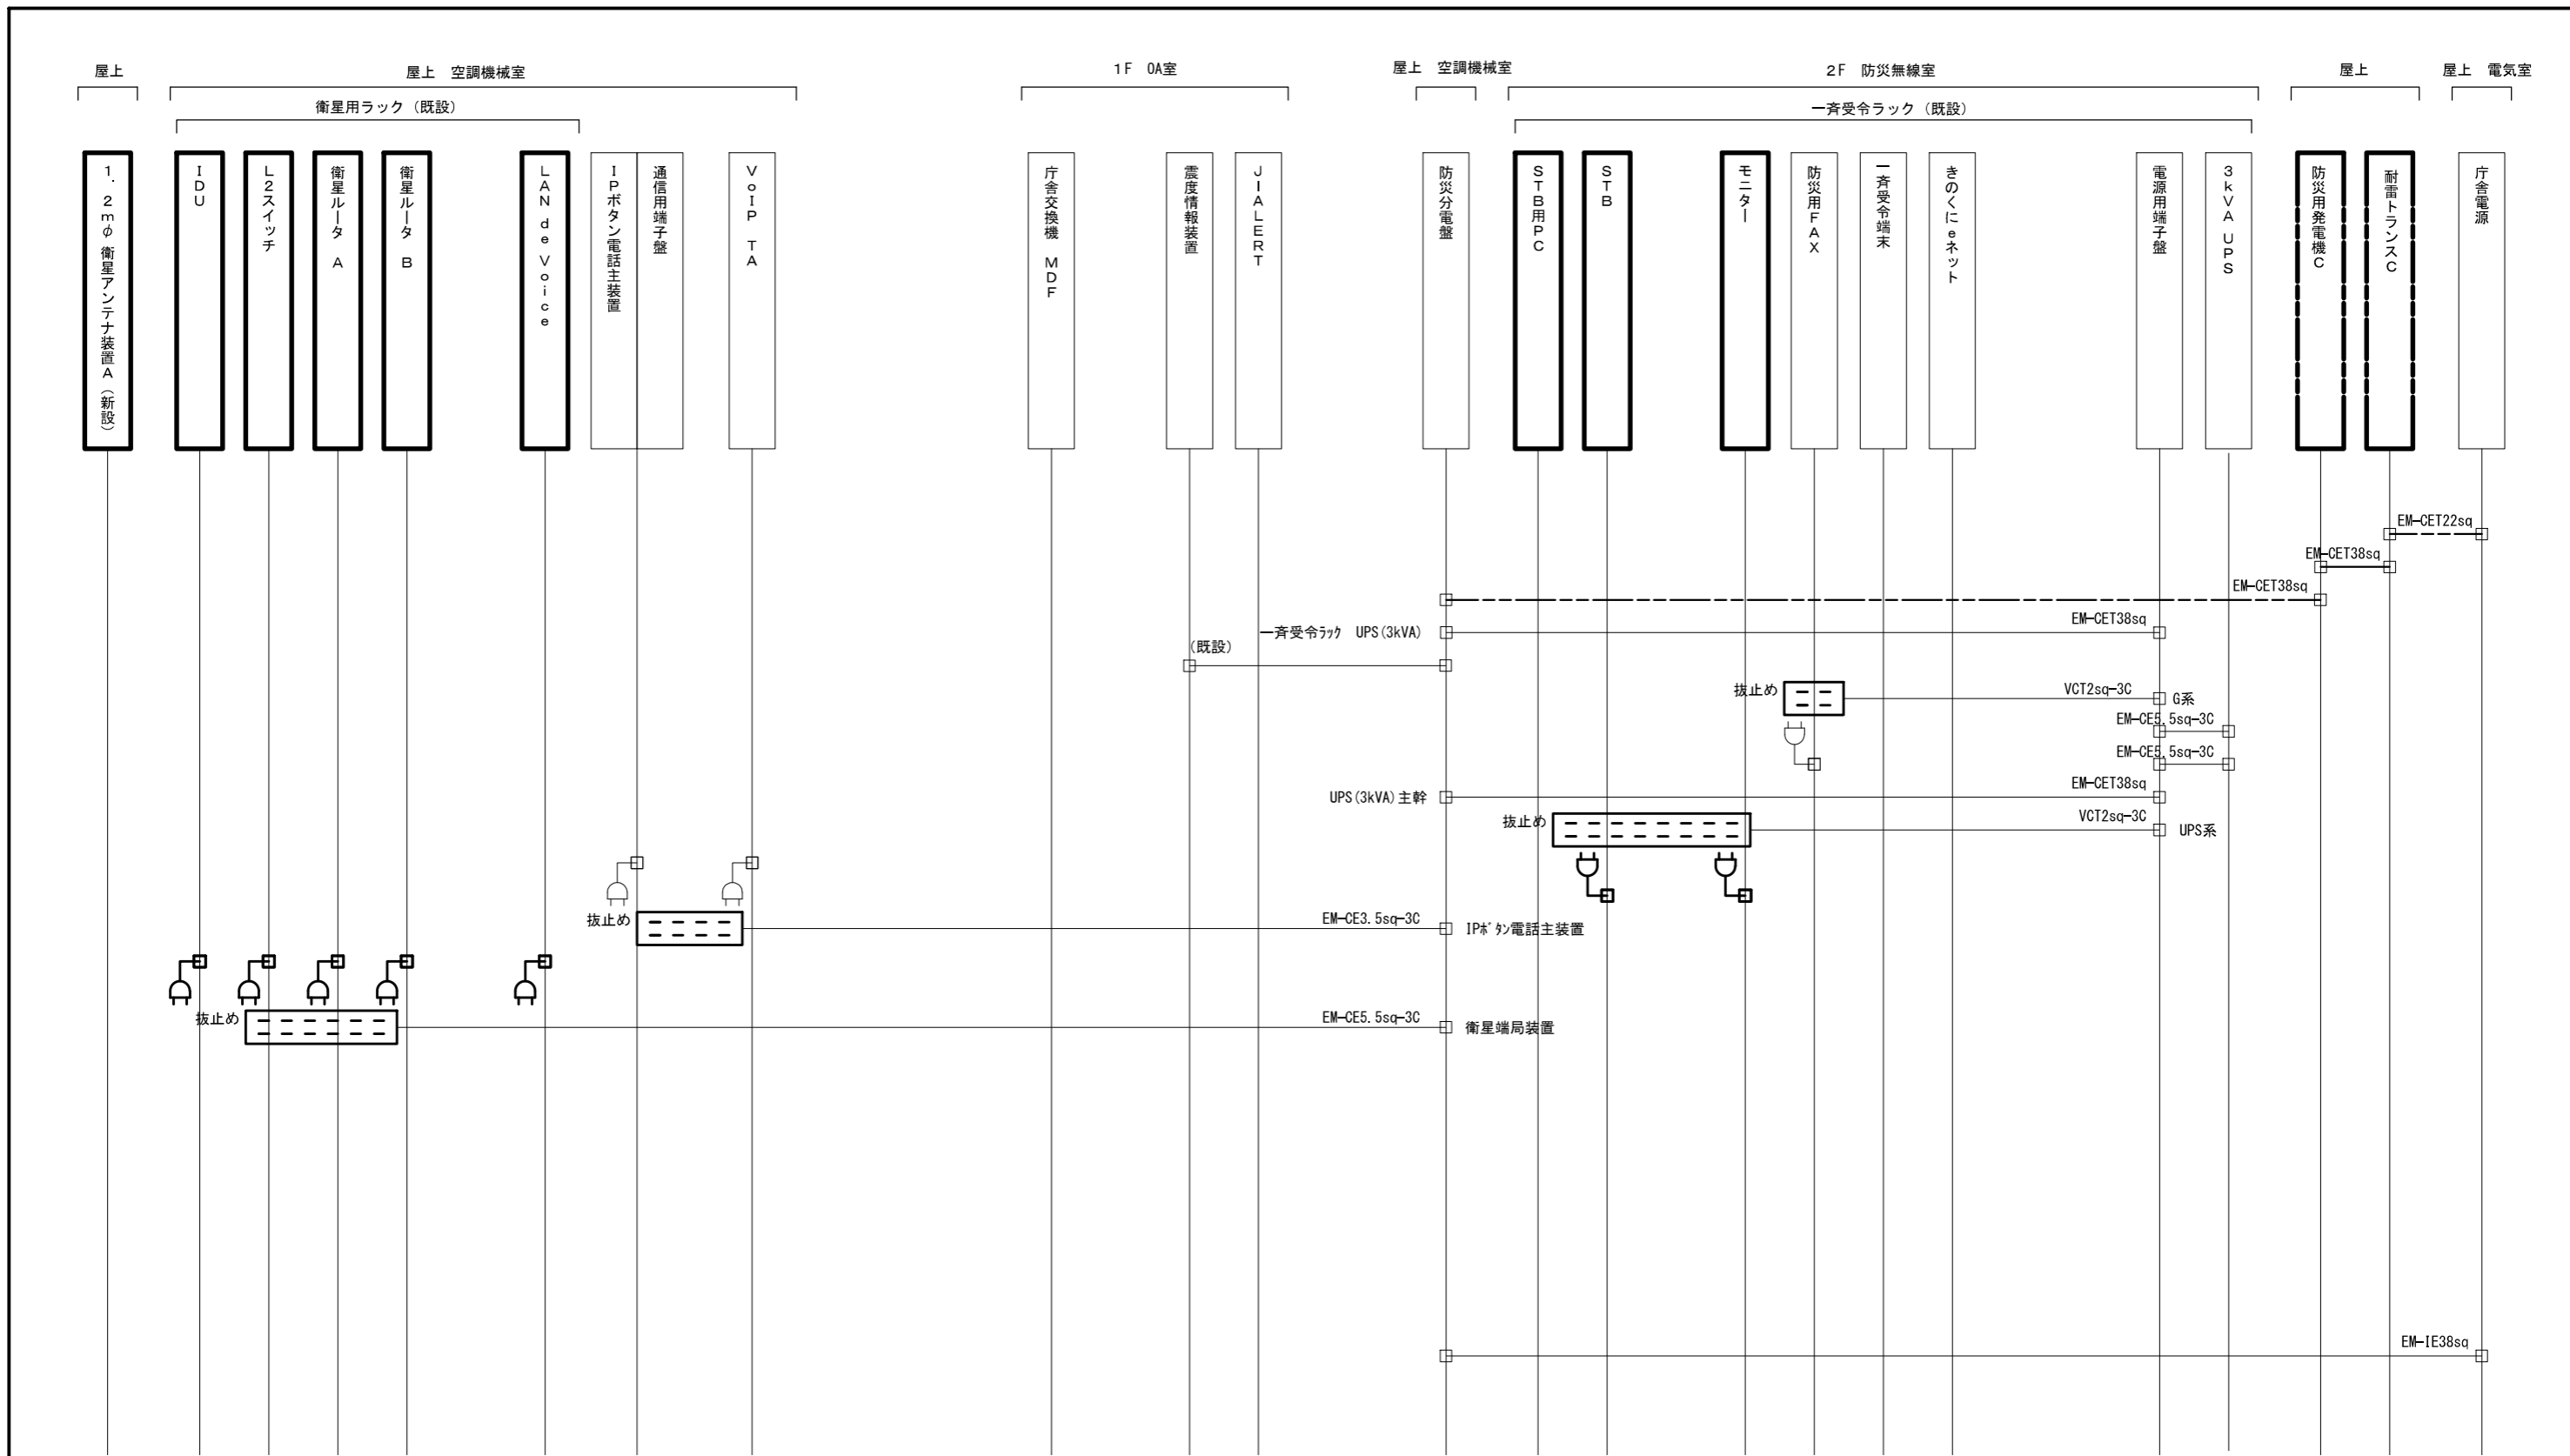 屋上
屋上　空調機械室
1F　OA室
屋上　空調機械室
2F　防災無線室
屋上
屋上　電気室
衛星用ラック（既設）
一斉受令ラック（既設）
1．2mφ 衛星アンテナ装置A（新設）
IDU
L2スイッチ
衛星ルータ　A
衛星ルータ　B
LAN de Voice
IPボタン電話主装置
通信用端子盤
VoIP　TA
庁舎交換機　MDF
震度情報装置
JｰALERT
防災分電盤
STB用PC
STB
モニター
防災用FAX
一斉受令端末
きのくにeネット
電源用端子盤
3kVA UPS
防災用発電機C
耐雷トランスC
庁舎電源
EM-CET22sq
EM-CET38sq
EM-CET38sq
一斉受令ﾗｯｸ　UPS(3kVA)
EM-CET38sq
(既設)
抜止め
VCT2sq-3C
G系
EM-CE5.5sq-3C
EM-CE5.5sq-3C
UPS(3kVA)主幹
EM-CET38sq
抜止め
VCT2sq-3C
UPS系
抜止め
EM-CE3.5sq-3C
IPﾎﾞﾀﾝ電話主装置
抜止め
EM-CE5.5sq-3C
衛星端局装置
EM-IE38sq